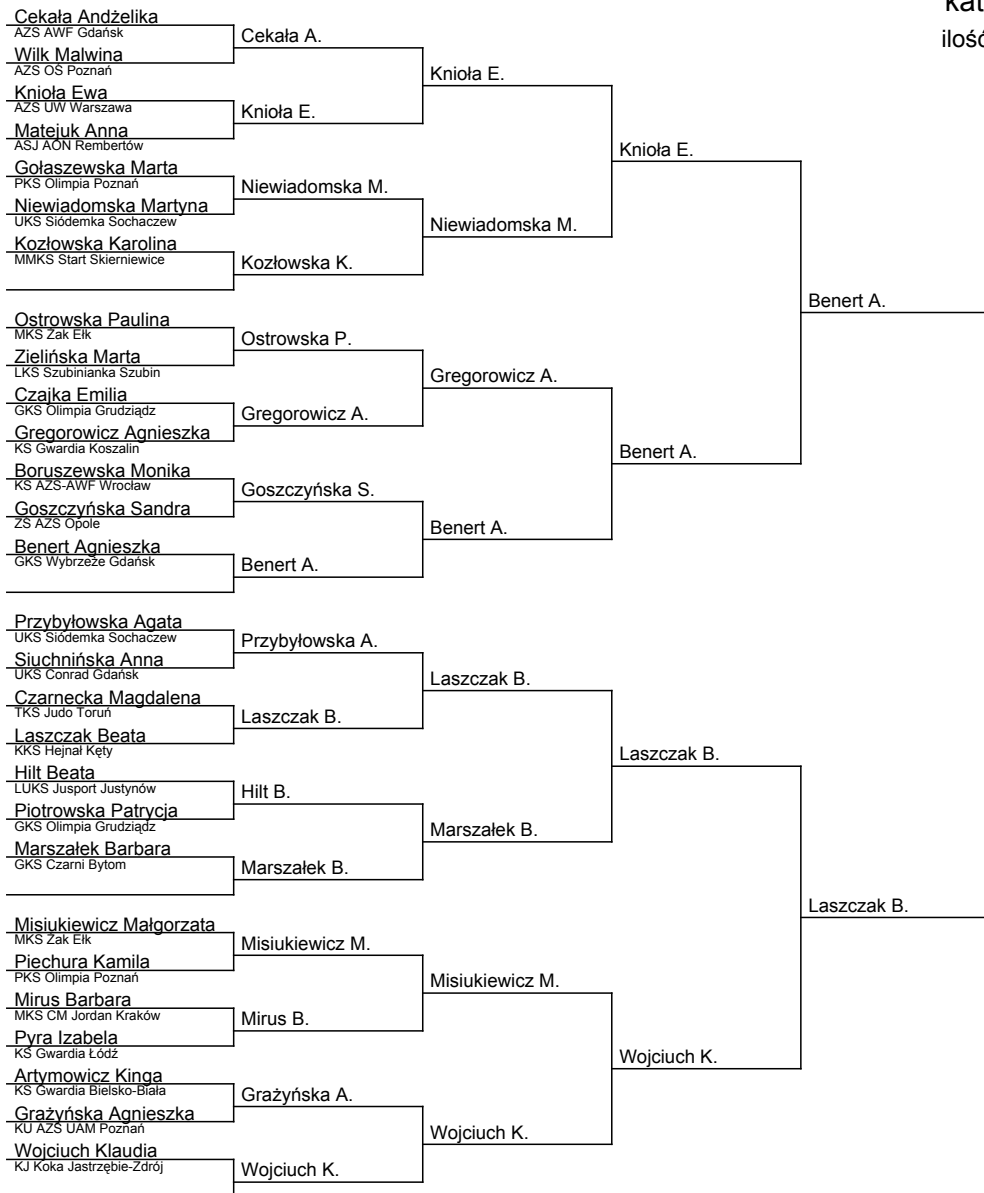 Cekała Andżelika
AZS AWF Gdańsk
Wilk Malwina
AZS OŚ Poznań
Knioła Ewa
AZS UW Warszawa
Matejuk Anna
ASJ AON Rembertów
Gołaszewska Marta
PKS Olimpia Poznań
Niewiadomska Martyna
UKS Siódemka Sochaczew
Kozłowska Karolina
MMKS Start Skierniewice
Ostrowska Paulina
MKS Żak Ełk
Zielińska Marta
LKS Szubinianka Szubin
Czajka Emilia
GKS Olimpia Grudziądz
Gregorowicz Agnieszka
KS Gwardia Koszalin
Boruszewska Monika
KS AZS-AWF Wrocław
Goszczyńska Sandra
ZS AZS Opole
Benert Agnieszka
GKS Wybrzeże Gdańsk
Przybyłowska Agata
UKS Siódemka Sochaczew
Siuchnińska Anna
UKS Conrad Gdańsk
Czarnecka Magdalena
TKS Judo Toruń
Laszczak Beata
KKS Hejnał Kęty
Hilt Beata
LUKS Jusport Justynów
Piotrowska Patrycja
GKS Olimpia Grudziądz
Marszałek Barbara
GKS Czarni Bytom
Misiukiewicz Małgorzata
MKS Żak Ełk
Piechura Kamila
PKS Olimpia Poznań
Mirus Barbara
MKS CM Jordan Kraków
Pyra Izabela
KS Gwardia Łódź
Artymowicz Kinga
KS Gwardia Bielsko-Biała
Grażyńska Agnieszka
KU AZS UAM Poznań
Wojciuch Klaudia
KJ Koka Jastrzębie-Zdrój
Cekała A.
Knioła E.
Niewiadomska M.
Kozłowska K.
Ostrowska P.
Gregorowicz A.
Goszczyńska S.
Benert A.
Przybyłowska A.
Laszczak B.
Hilt B.
Marszałek B.
Misiukiewicz M.
Mirus B.
Grażyńska A.
Wojciuch K.
Knioła E.
Niewiadomska M.
Gregorowicz A.
Benert A.
Laszczak B.
Marszałek B.
Misiukiewicz M.
Wojciuch K.
Knioła E.
Benert A.
Laszczak B.
Wojciuch K.
Benert A.
Laszczak B.